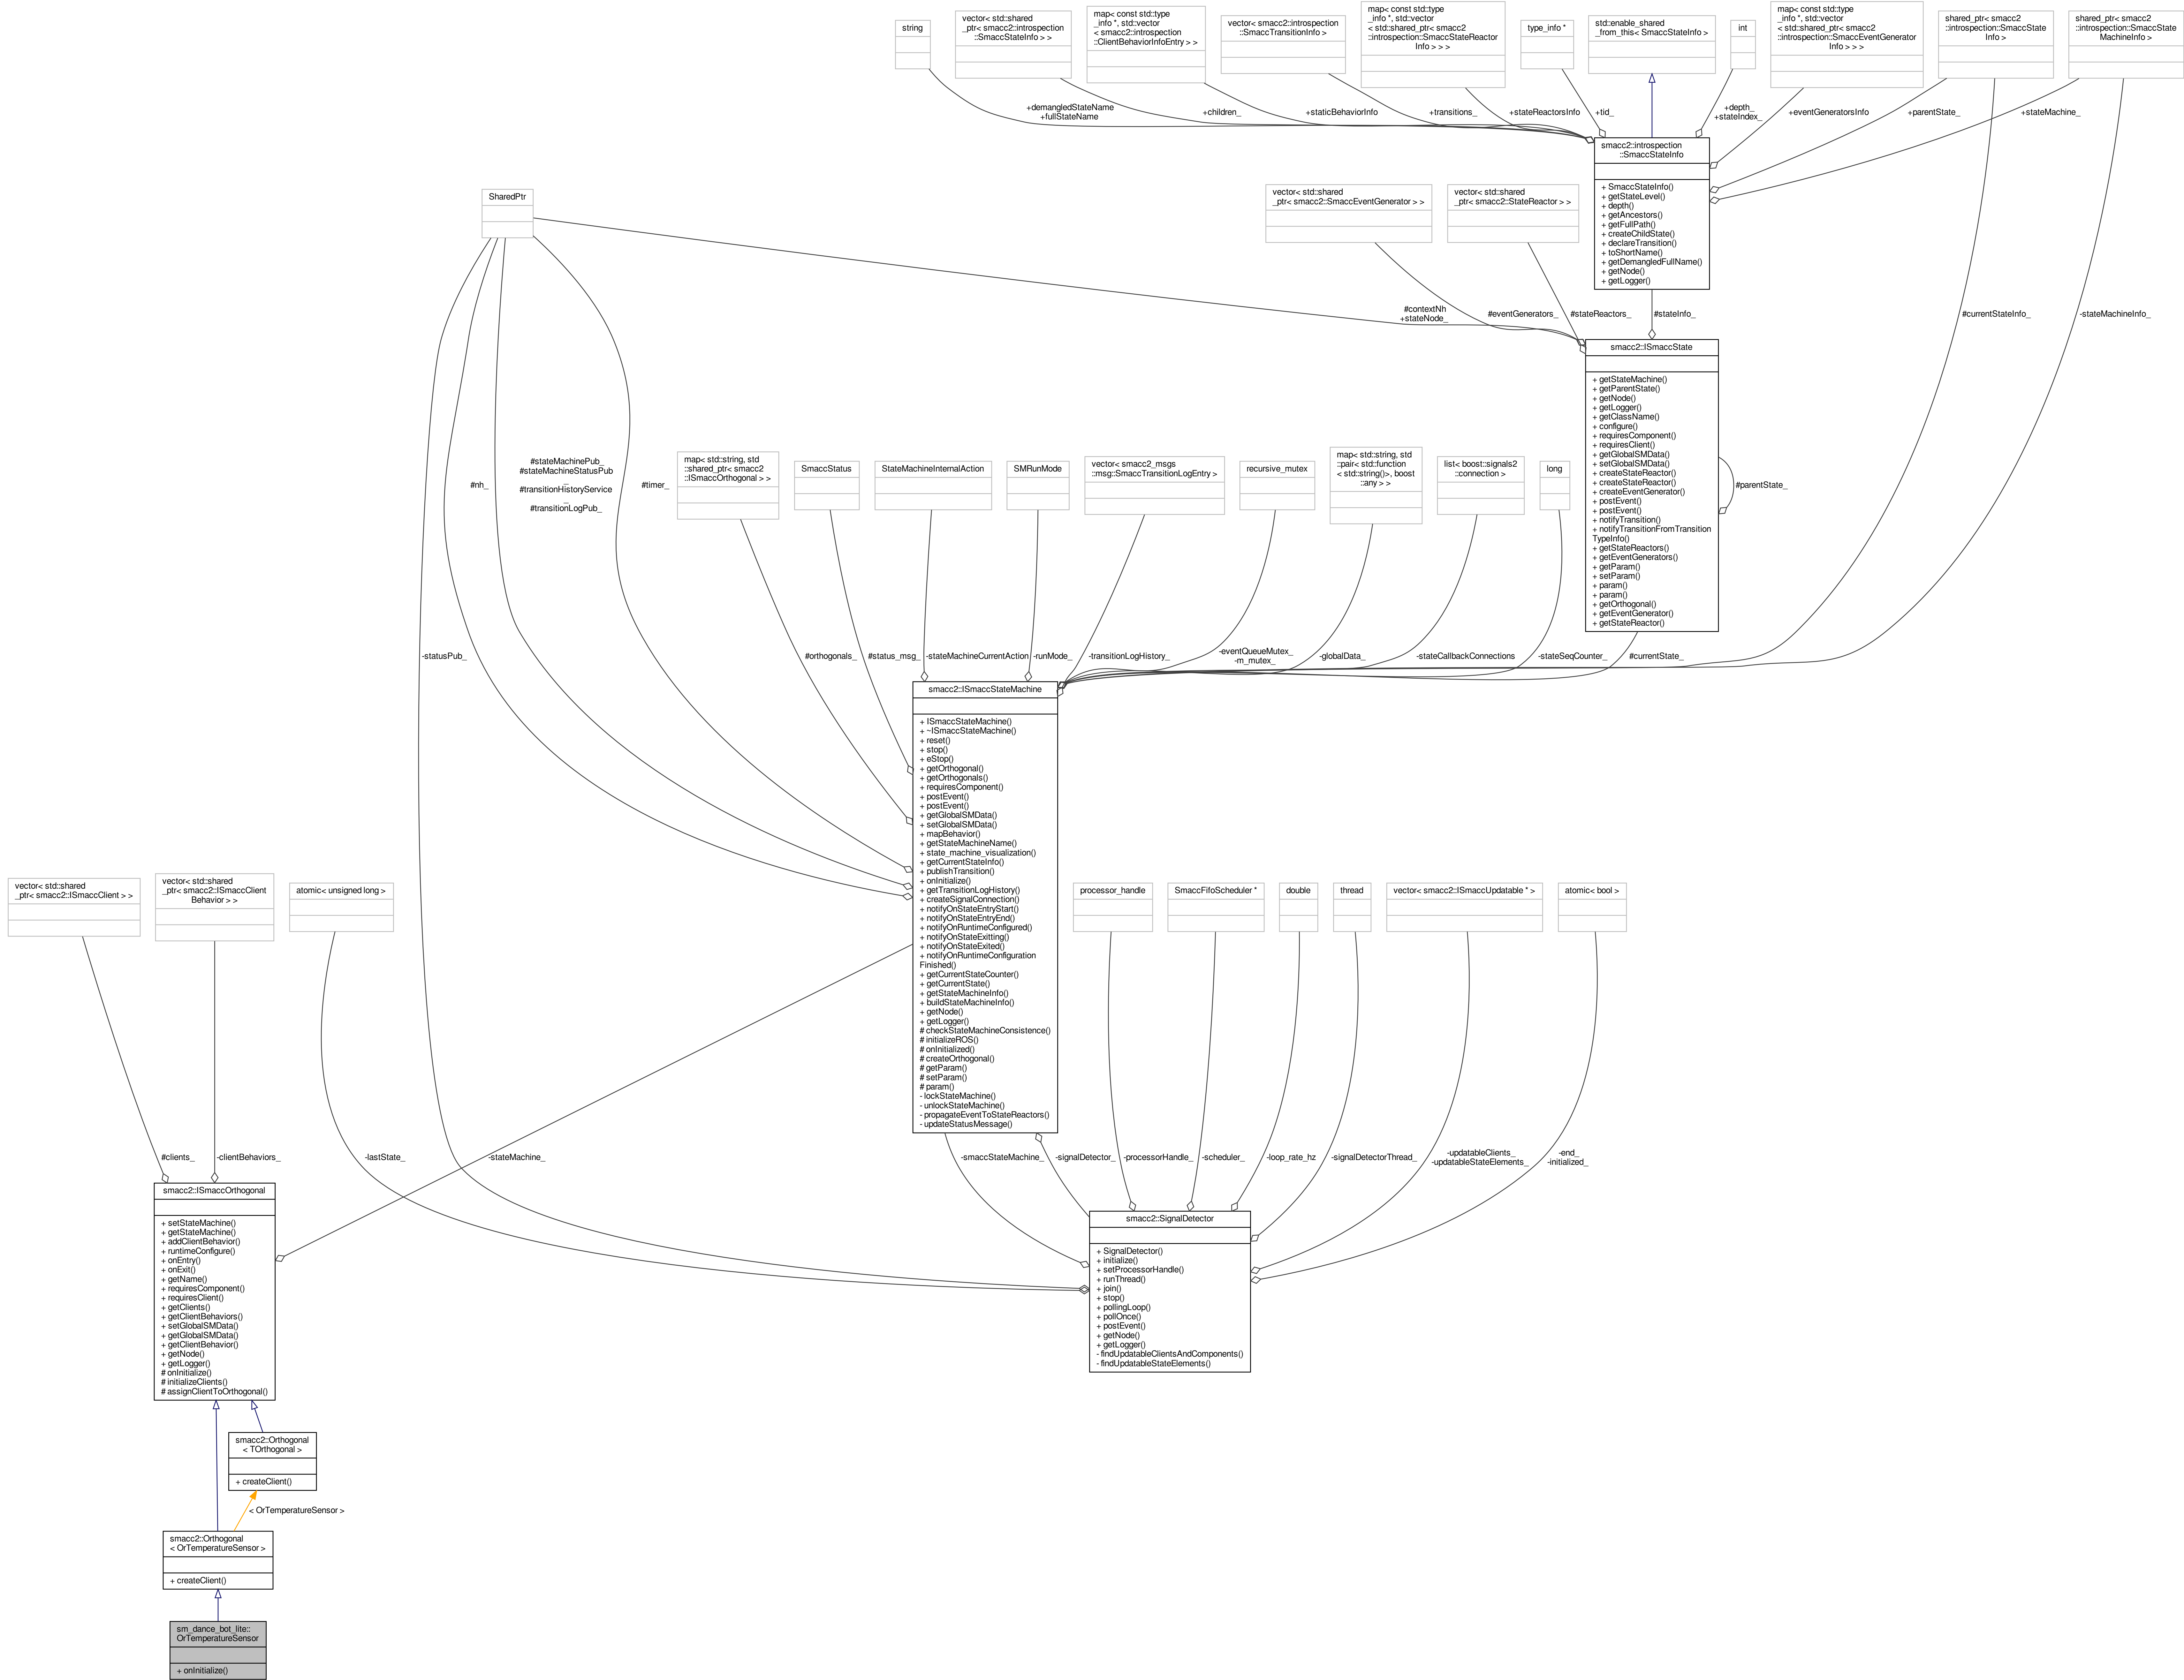 string
vector< std::shared
_ptr< smacc2::introspection
::SmaccStateInfo > >
map< const std::type
_info *, std::vector
< smacc2::introspection
::ClientBehaviorInfoEntry > >
vector< smacc2::introspection
::SmaccTransitionInfo >
map< const std::type
_info *, std::vector
< std::shared_ptr< smacc2
::introspection::SmaccStateReactor
Info > > >
type_info *
std::enable_shared
_from_this< SmaccStateInfo >
int
map< const std::type
_info *, std::vector
< std::shared_ptr< smacc2
::introspection::SmaccEventGenerator
Info > > >
shared_ptr< smacc2
::introspection::SmaccState
Info >
shared_ptr< smacc2
::introspection::SmaccState
MachineInfo >
+demangledStateName
+fullStateName
+children_
+staticBehaviorInfo
+transitions_
+stateReactorsInfo
+tid_
+depth_
+stateIndex_
+eventGeneratorsInfo
+parentState_
+stateMachine_
smacc2::introspection
::SmaccStateInfo
+ SmaccStateInfo()
+ getStateLevel()
+ depth()
+ getAncestors()
+ getFullPath()
+ createChildState()
+ declareTransition()
+ toShortName()
+ getDemangledFullName()
+ getNode()
+ getLogger()
SharedPtr
vector< std::shared
_ptr< smacc2::SmaccEventGenerator > >
vector< std::shared
_ptr< smacc2::StateReactor > >
#contextNh
+stateNode_
#eventGenerators_
#stateReactors_
#stateInfo_
#currentStateInfo_
-stateMachineInfo_
smacc2::ISmaccState
+ getStateMachine()
+ getParentState()
+ getNode()
+ getLogger()
+ getClassName()
+ configure()
+ requiresComponent()
+ requiresClient()
+ getGlobalSMData()
+ setGlobalSMData()
+ createStateReactor()
+ createStateReactor()
+ createEventGenerator()
+ postEvent()
+ postEvent()
+ notifyTransition()
+ notifyTransitionFromTransition
TypeInfo()
+ getStateReactors()
+ getEventGenerators()
+ getParam()
+ setParam()
+ param()
+ param()
+ getOrthogonal()
+ getEventGenerator()
+ getStateReactor()
#parentState_
#nh_
#stateMachinePub_
#stateMachineStatusPub
_
#transitionHistoryService
_
#transitionLogPub_
#timer_
map< std::string, std
::shared_ptr< smacc2
::ISmaccOrthogonal > >
SmaccStatus
StateMachineInternalAction
SMRunMode
vector< smacc2_msgs
::msg::SmaccTransitionLogEntry >
recursive_mutex
map< std::string, std
::pair< std::function
< std::string()>, boost
::any > >
list< boost::signals2
::connection >
long
-statusPub_
#orthogonals_
#status_msg_
-stateMachineCurrentAction
-runMode_
-transitionLogHistory_
-eventQueueMutex_
-m_mutex_
-globalData_
-stateCallbackConnections
-stateSeqCounter_
#currentState_
smacc2::ISmaccStateMachine
+ ISmaccStateMachine()
+ ~ISmaccStateMachine()
+ reset()
+ stop()
+ eStop()
+ getOrthogonal()
+ getOrthogonals()
+ requiresComponent()
+ postEvent()
+ postEvent()
+ getGlobalSMData()
+ setGlobalSMData()
+ mapBehavior()
+ getStateMachineName()
+ state_machine_visualization()
+ getCurrentStateInfo()
+ publishTransition()
+ onInitialize()
+ getTransitionLogHistory()
+ createSignalConnection()
+ notifyOnStateEntryStart()
+ notifyOnStateEntryEnd()
+ notifyOnRuntimeConfigured()
+ notifyOnStateExitting()
+ notifyOnStateExited()
+ notifyOnRuntimeConfiguration
Finished()
+ getCurrentStateCounter()
+ getCurrentState()
+ getStateMachineInfo()
+ buildStateMachineInfo()
+ getNode()
+ getLogger()
# checkStateMachineConsistence()
# initializeROS()
# onInitialized()
# createOrthogonal()
# getParam()
# setParam()
# param()
- lockStateMachine()
- unlockStateMachine()
- propagateEventToStateReactors()
- updateStatusMessage()
vector< std::shared
_ptr< smacc2::ISmaccClient > >
vector< std::shared
_ptr< smacc2::ISmaccClient
Behavior > >
atomic< unsigned long >
processor_handle
SmaccFifoScheduler *
double
thread
vector< smacc2::ISmaccUpdatable * >
atomic< bool >
#clients_
-clientBehaviors_
-lastState_
-stateMachine_
-smaccStateMachine_
-signalDetector_
-processorHandle_
-scheduler_
-loop_rate_hz
-signalDetectorThread_
-updatableClients_
-updatableStateElements_
-end_
-initialized_
smacc2::ISmaccOrthogonal
+ setStateMachine()
+ getStateMachine()
+ addClientBehavior()
+ runtimeConfigure()
+ onEntry()
+ onExit()
+ getName()
+ requiresComponent()
+ requiresClient()
+ getClients()
+ getClientBehaviors()
+ setGlobalSMData()
+ getGlobalSMData()
+ getClientBehavior()
+ getNode()
+ getLogger()
# onInitialize()
# initializeClients()
# assignClientToOrthogonal()
smacc2::SignalDetector
+ SignalDetector()
+ initialize()
+ setProcessorHandle()
+ runThread()
+ join()
+ stop()
+ pollingLoop()
+ pollOnce()
+ postEvent()
+ getNode()
+ getLogger()
- findUpdatableClientsAndComponents()
- findUpdatableStateElements()
smacc2::Orthogonal
< TOrthogonal >
+ createClient()
< OrTemperatureSensor >
smacc2::Orthogonal
< OrTemperatureSensor >
+ createClient()
sm_dance_bot_lite::
OrTemperatureSensor
+ onInitialize()